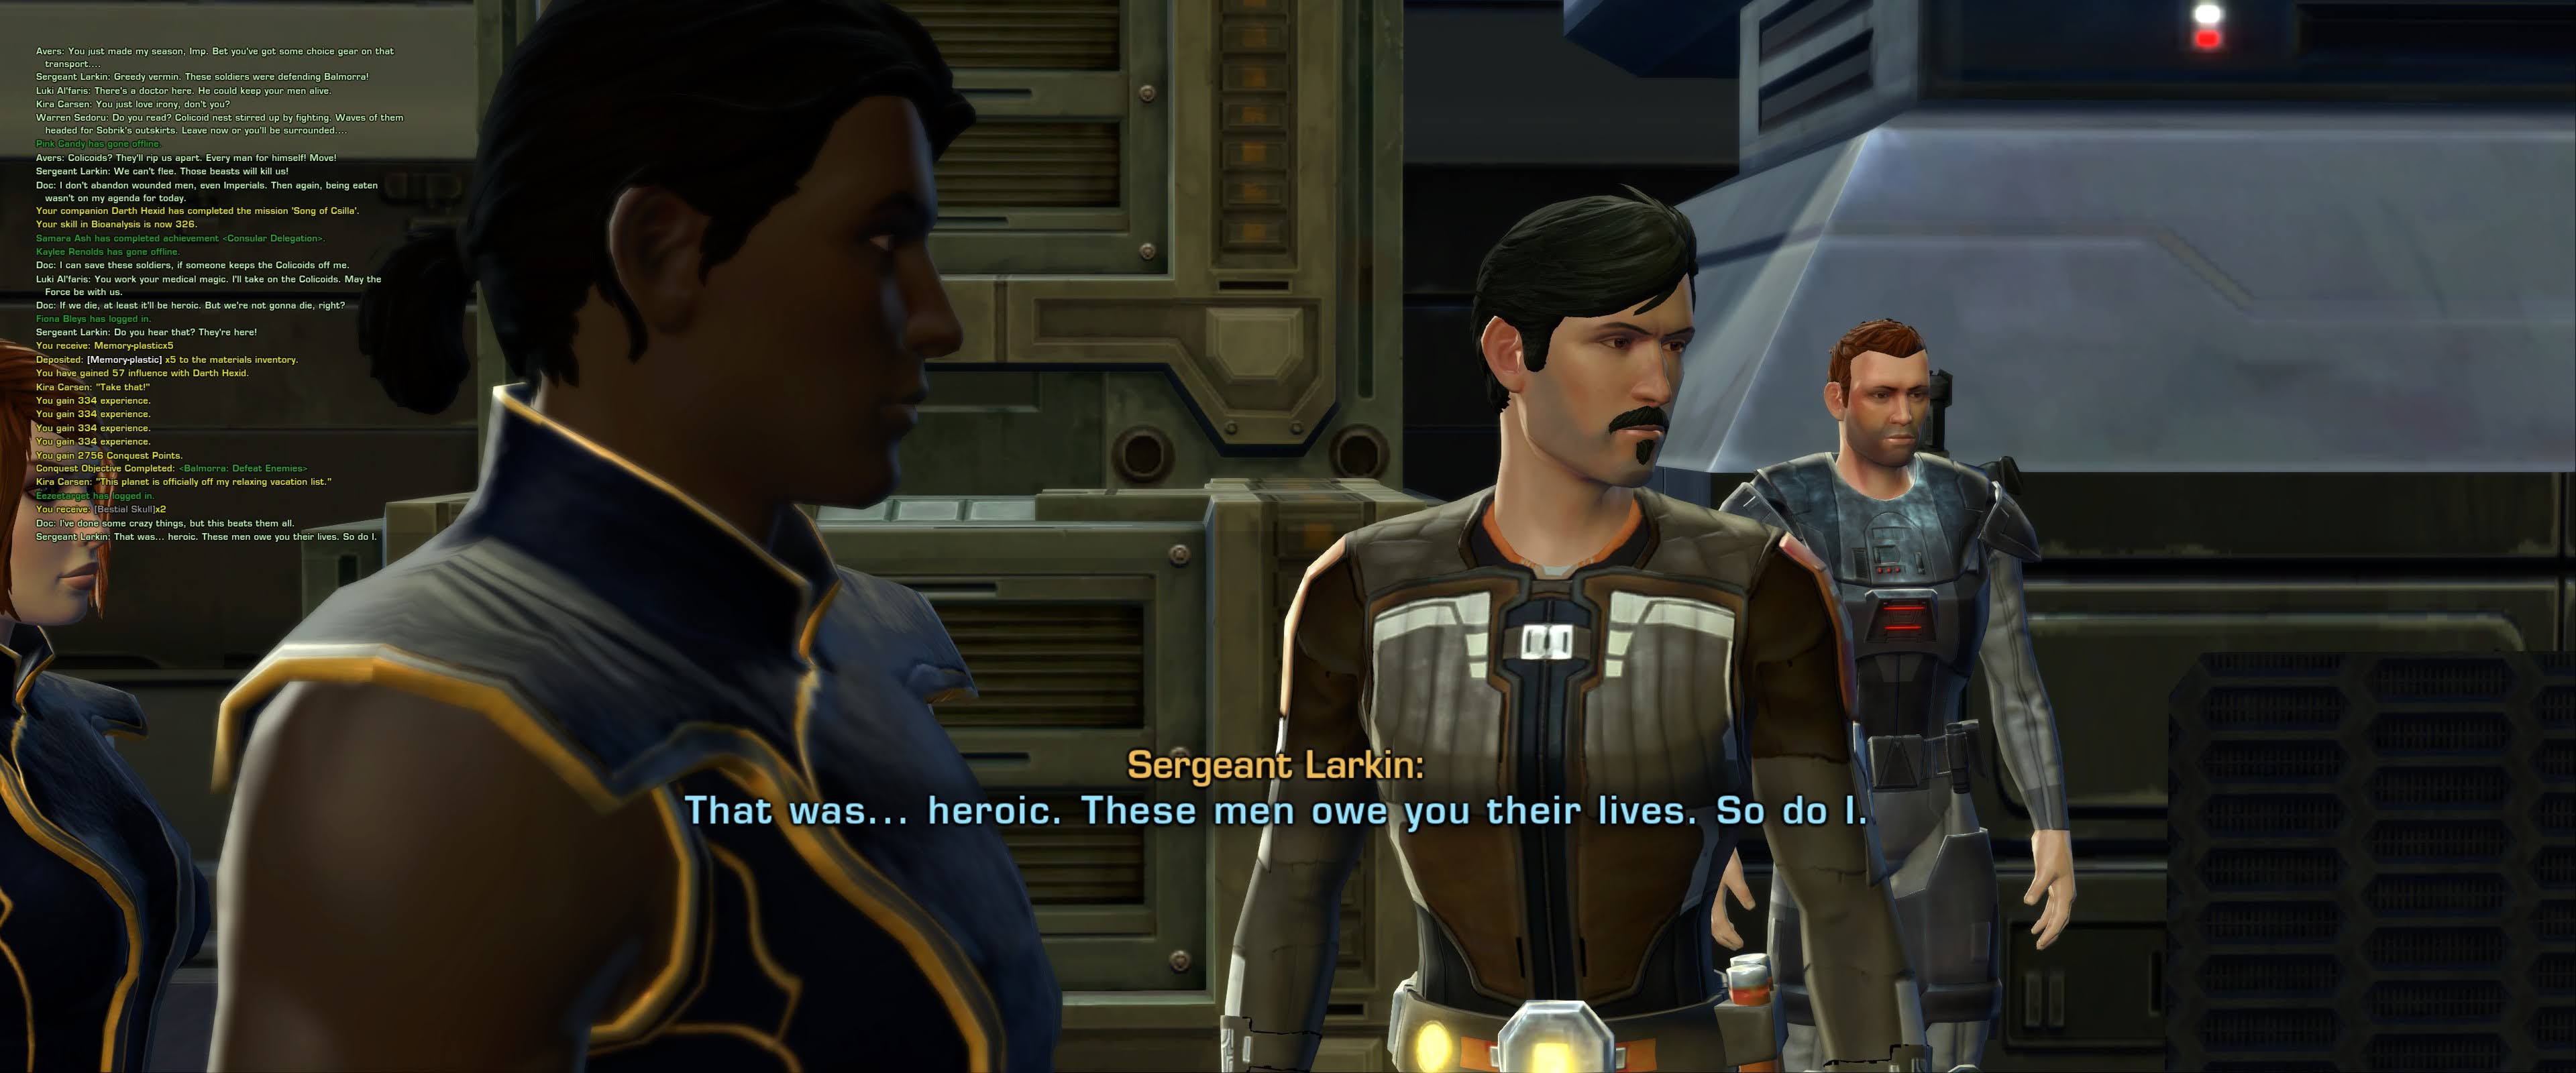 Avers: You just made my season, Imp. Bet you've got some choice gear on that
transport....
Sergeant Larkin: Greedy vermin. These soldiers were defending Balmorra!
Luki Al'faris: There's a doctor here. He could keep your men alive.
Kira Carsen: You just love irony, don't you?
Warren Sedoru: Do you read? Colicoid nest stirred up by fighting. Waves of them
headed for Sobrik's outskirts. Leave now or you'll be surrounded....
Pink Candy has gone offline.
Avers: Colicoids? They'll rip us apart. Every man for himself! Move!
Sergeant Larkin: We can't flee. Those beasts will kill us!
Doc: I don't abandon wounded men, even Imperials. Then again, being eaten
wasn't on my agenda for today.
Your companion Darth Hexid has completed the mission 'Song of Csilla'.
Your skill in Bioanalysis is now 326.
Samara Ash has completed achievement <Consular Delegation>.
Kaylee Renolds has gone offline.
Doc: I can save these soldiers, if someone keeps the Colicoids off me.
Luki Al'faris: You work your medical magic. I'll take on the Colicoids. May the
Force be with us.
Doc: If we die, at least it'll be heroic. But we're not gonna die, right?
Fiona Bleys has logged in.
Sergeant Larkin: Do you hear that? They're here!
You receive: Memory-plasticx5
Deposited: [Memory-plastic] x5 to the materials inventory.
You have gained 57 influence with Darth Hexid.
Kira Carsen: "Take that!"
You gain 334 experience.
You gain 334 experience.
You gain 334 experience.
You gain 334 experience.
You gain 2756 Conquest Points.
Conquest Objective Completed: <Balmorra: Defeat Enemies>
Kira Carsen: "This planet is officially off my relaxing vacation list."
Eezeetarget has logged in.
You receive: [Bestial Skull]x2
Doc: I've done some crazy things, but this beats them all.
Sergeant Larkin: That was... heroic. These men owe you their lives. So do I.
Sergeant Larkin:
That was... heroic. These men owe you their lives. So do I.